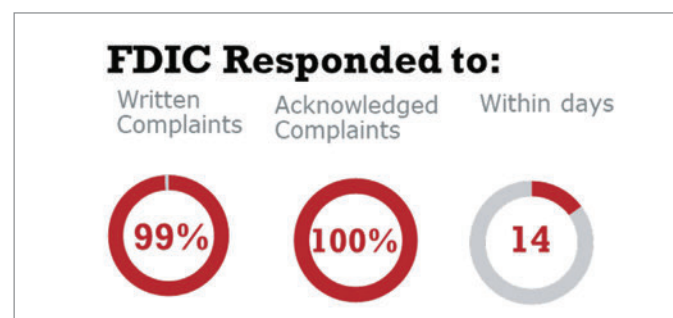 FDIC Responded to:
Written
Complaints
Acknowledged
Complaints
Within days
99%
100%
14